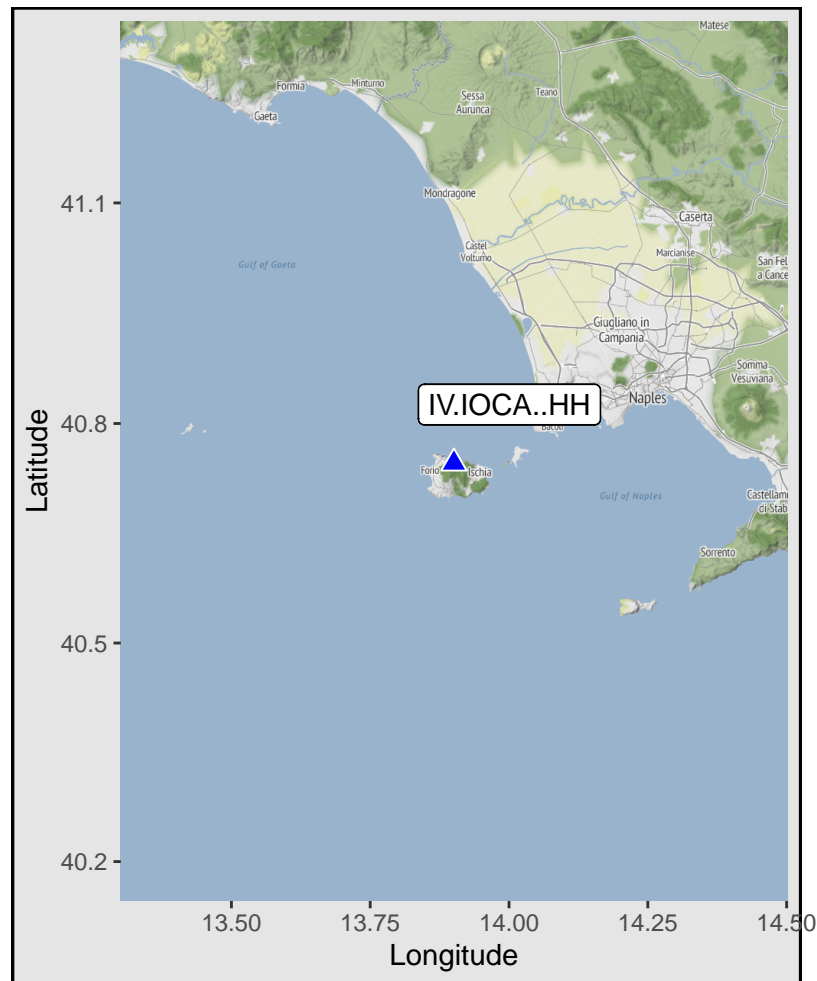 Matese
Formia
Minturno
Gaeta
Sessa
Aurunca
Teano
41.1
Mondragone
Caserta
Castel
Volturno
Marcianise
San Fel
a Cance
Gulf of Gaeta
Giugliano in
Campania
Somma
Vesuviana
IV.IOCA..HH
Naples
40.8
Bacoli
Latitude
Forio
Ischia
Gulf of Naples
Castellam
di Stab
Sorrento
40.5
40.2
13.50
13.75
14.00
14.25
14.50
Longitude